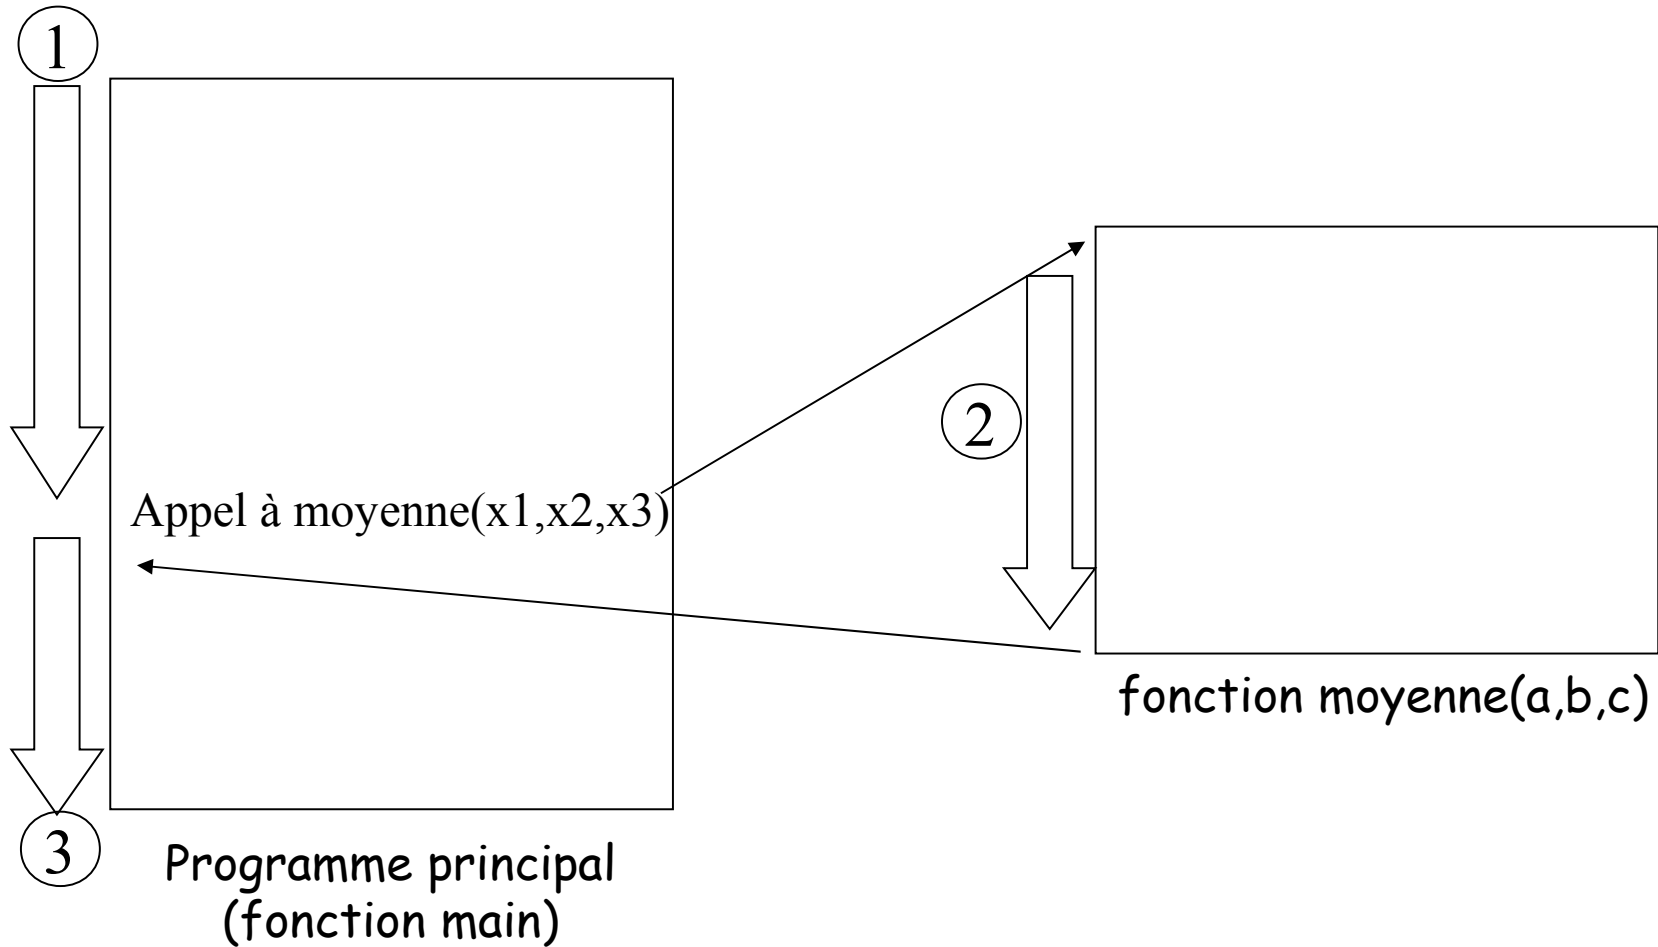 1
Appel à moyenne(x1,x2,x3)
2
fonction moyenne(a,b,c)
3
Programme principal
(fonction main)